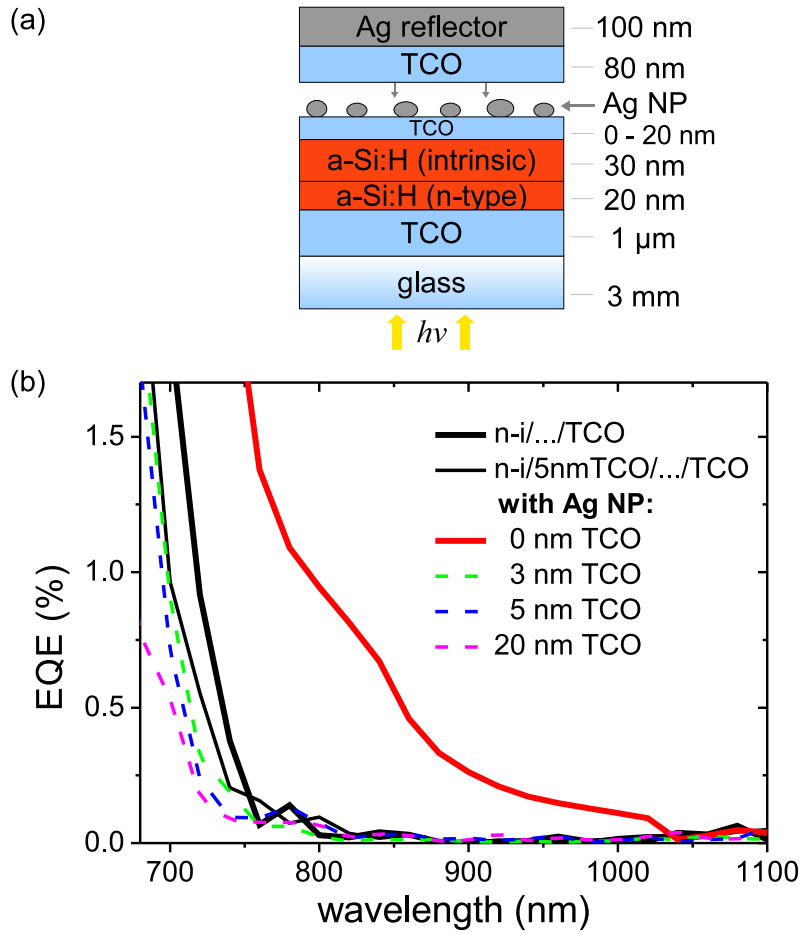 (a)
Ag reflector 100 nm
TCO 80 nm
Ag NP
TCO 0 - 20 nm
a-Si:H (intrinsic) 30 nm
a-Si:H (n-type) 20 nm
TCO 1 µm
glass 3 mm
hν
(b)
n-i/.../TCO
n-i/5nmTCO/.../TCO
with Ag NP:
0 nm TCO
3 nm TCO
5 nm TCO
20 nm TCO
EQE (%)
1.5
1.0
0.5
0.0
700 800 900 1000 1100
wavelength (nm)